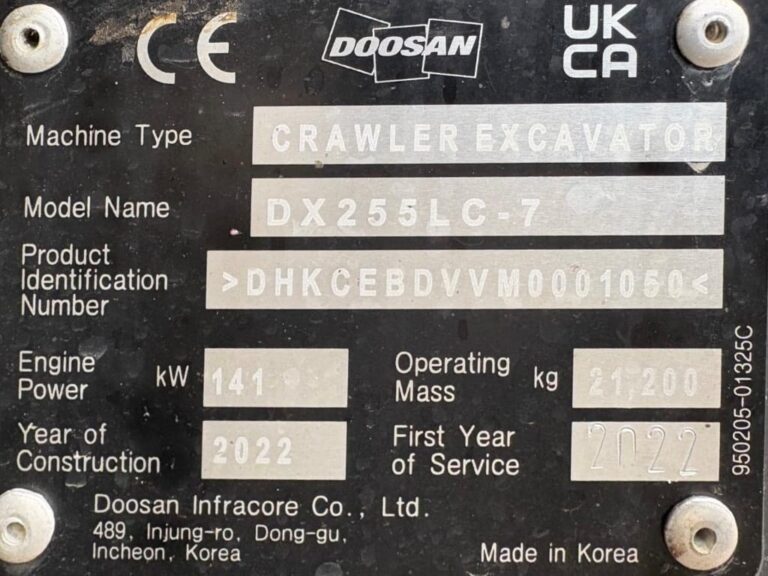 CE DOOSAN UK CA
Machine Type CRAWLER EXCAVATOR
Model Name DX255LC-7
Product
Identification
Number >DHKCEBDVVM0001050<
Engine
Power kW 141
Operating
Mass kg 21,200
Year of
Construction 2022
First Year
of Service 2022
950205-01325C
Doosan Infracore Co., Ltd.
489, Injung-ro, Dong-gu,
Incheon, Korea
Made in Korea